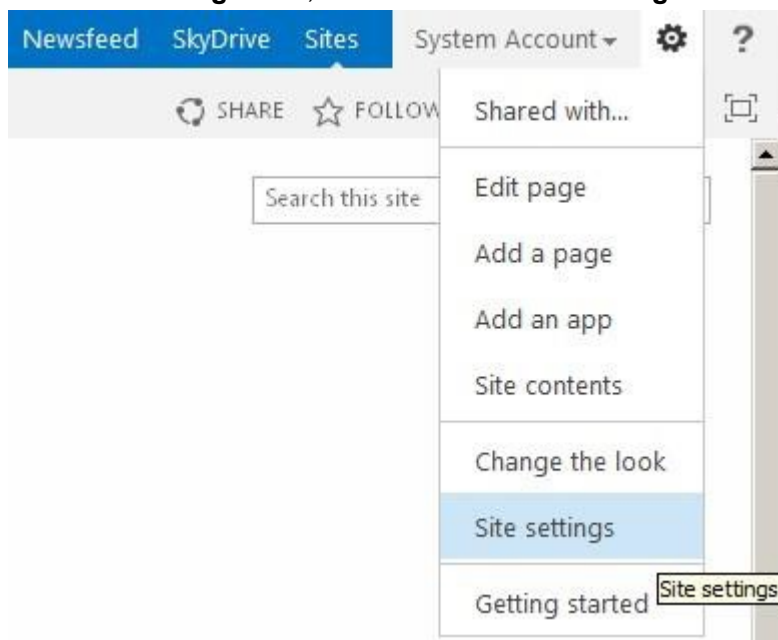 Newsfeed SkyDrive Sites System Account ?
SHARE FOLLOW
Shared with...
Search this site
Edit page
Add a page
Add an app
Site contents
Change the look
Site settings
Site settings
Getting started